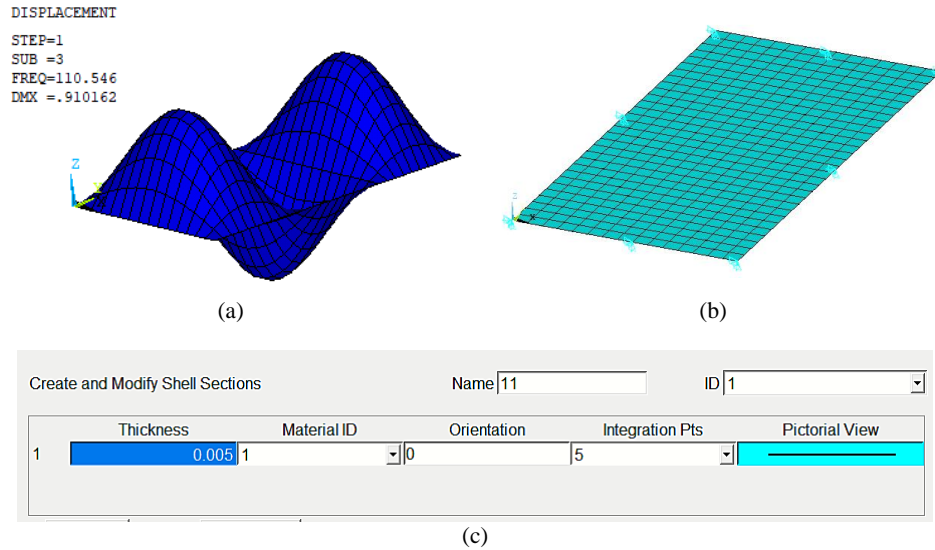 DISPLACEMENT
STEP=1
SUB =3
FREQ=110.546
DMX =.910162
Z
(a)
(b)
Create and Modify Shell Sections Name 11 ID 1
Thickness Material ID Orientation Integration Pts Pictorial View
1 0.005 1 0 5
(c)